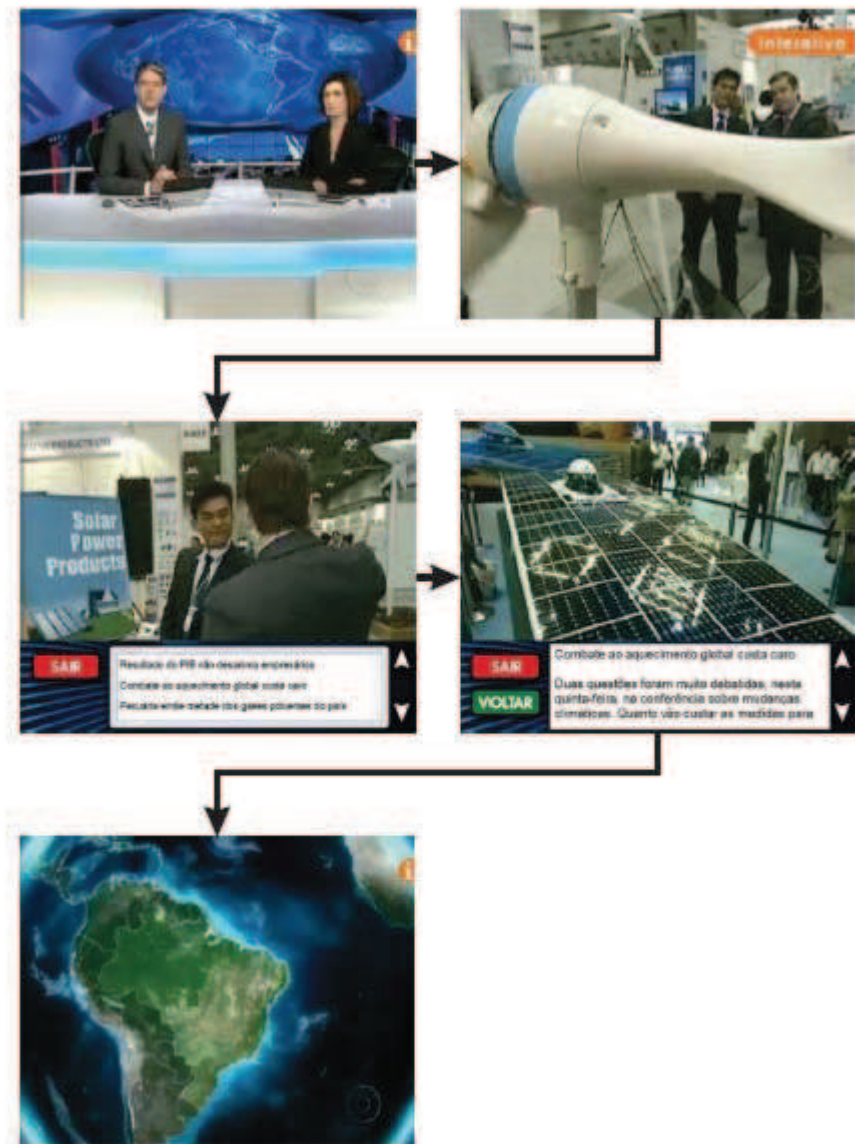 i
interativo
Solar
Power
Products
SAIR
Resultado do PIB não desanima empresários
Combate ao aquecimento global custa caro
Pecuária emite metade dos gases poluentes do país
SAIR
VOLTAR
Combate ao aquecimento global custa caro
Duas questões foram muito debatidas, nesta
quinta-feira, na conferência sobre mudanças
climáticas. Quanto vão custar as medidas para
i